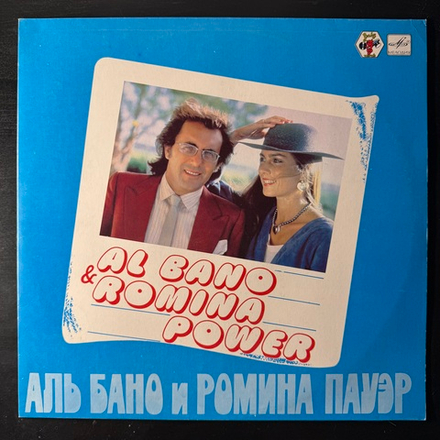 AL BANO
& ROMINA
POWER
АЛЬ БАНО и РОМИНА ПАУЭР